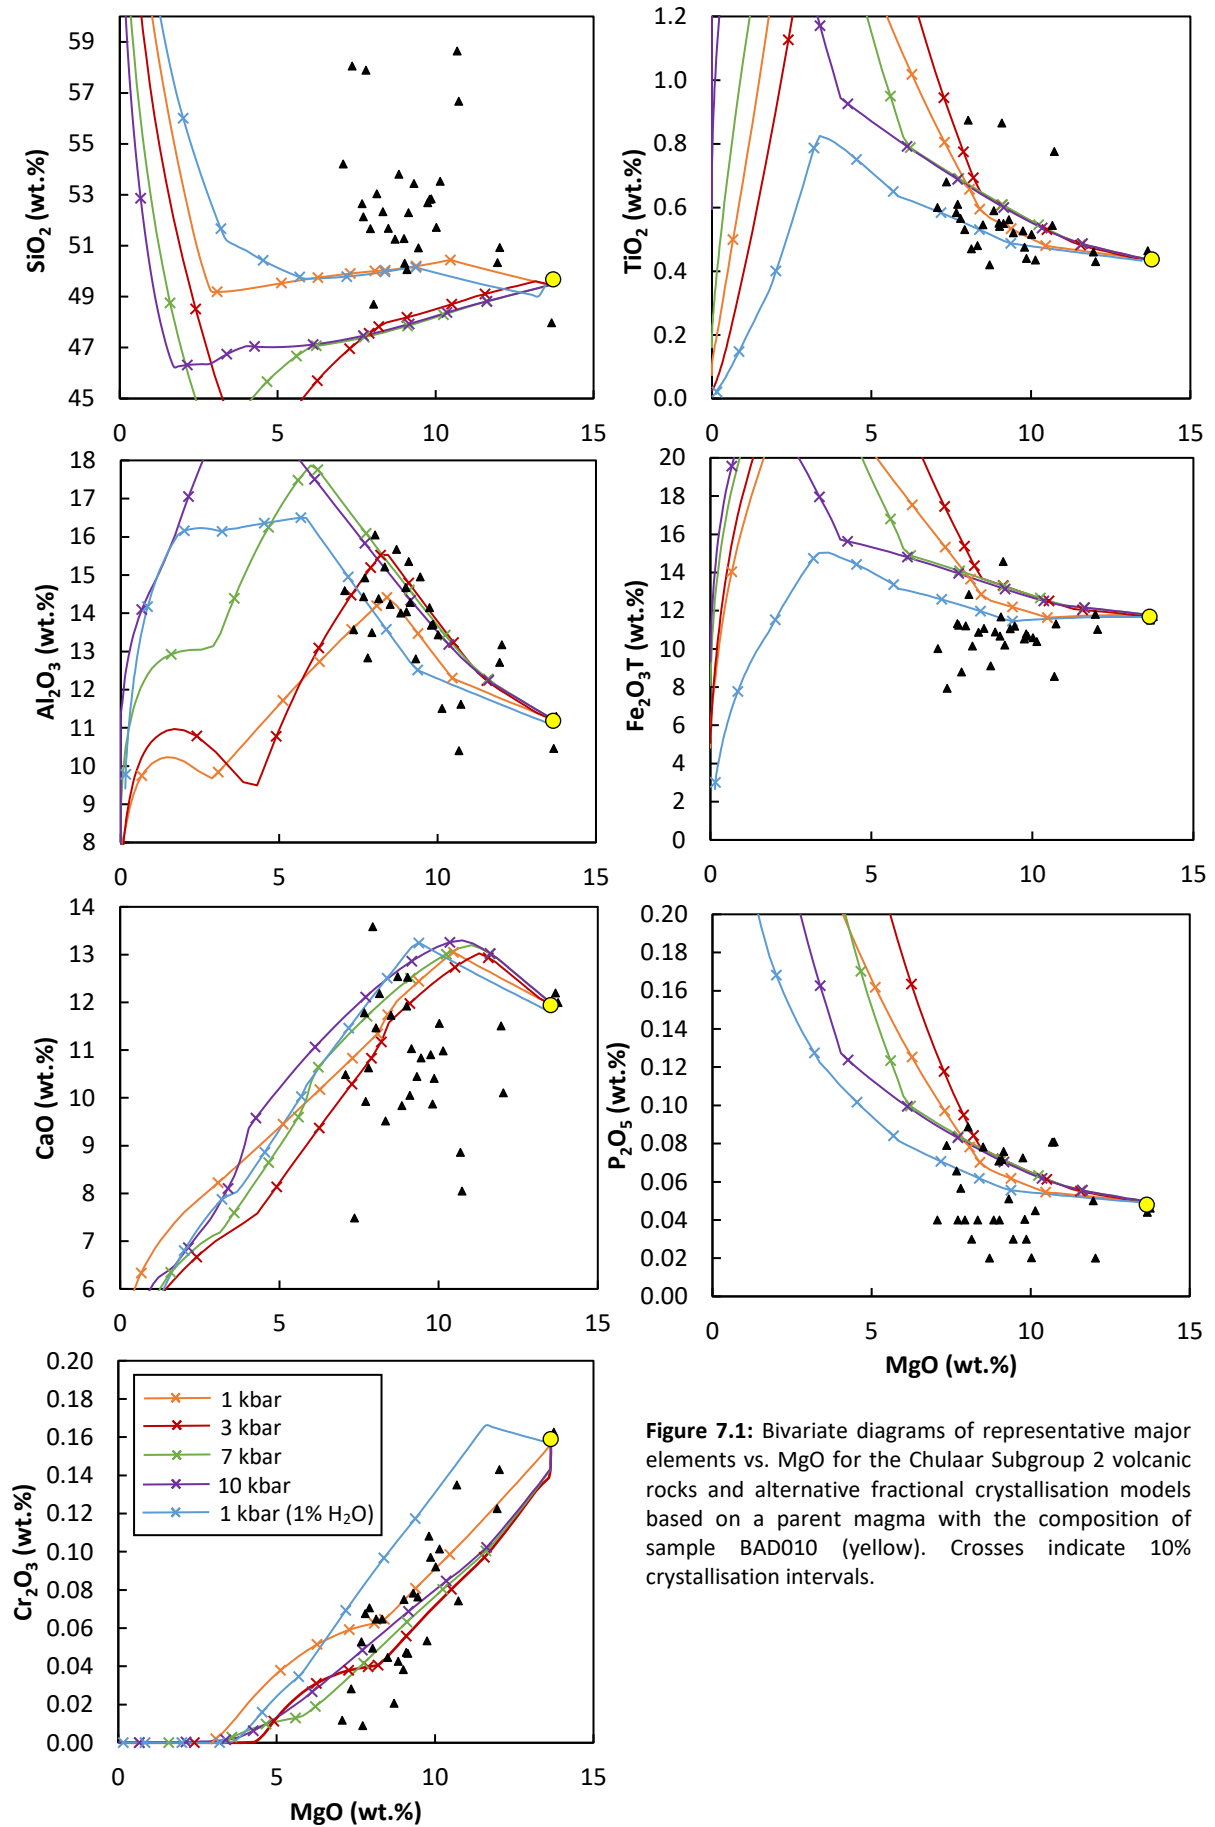 59
57
55
53
51
49
47
45
SiO2 (wt.%)
0 5 10 15
1.2
1.0
0.8
0.6
0.4
0.2
0.0
TiO2 (wt.%)
0 5 10 15
18
17
16
15
14
13
12
11
10
9
8
Al2O3 (wt.%)
0 5 10 15
20
18
16
14
12
10
8
6
4
2
0
Fe2O3T (wt.%)
0 5 10 15
14
13
12
11
10
9
8
7
6
CaO (wt.%)
0 5 10 15
0.20
0.18
0.16
0.14
0.12
0.10
0.08
0.06
0.04
0.02
0.00
P2O5 (wt.%)
0 5 10 15
MgO (wt.%)
0.20
0.18
0.16
0.14
0.12
0.10
0.08
0.06
0.04
0.02
0.00
Cr2O3 (wt.%)
1 kbar
3 kbar
7 kbar
10 kbar
1 kbar (1% H2O)
0 5 10 15
MgO (wt.%)
Figure 7.1: Bivariate diagrams of representative major
elements vs. MgO for the Chulaar Subgroup 2 volcanic
rocks and alternative fractional crystallisation models
based on a parent magma with the composition of
sample BAD010 (yellow). Crosses indicate 10%
crystallisation intervals.